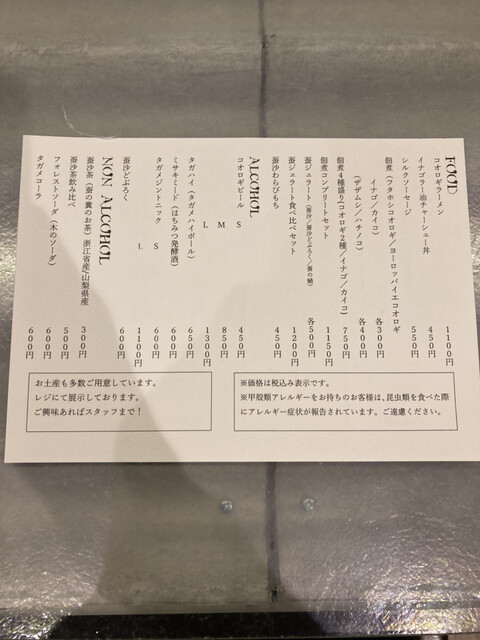 FOOD
コオロギラーメン 1100円
イナゴラー油チャーシュー丼 450円
シルクソーセージ 550円
佃煮(フタホシコオロギ/ヨーロッパイエコオロギ
イナゴ/カイコ) 各300円
(ザザムシ/ハチノコ) 各400円
佃煮4種盛り(コオロギ2種/イナゴ/カイコ) 750円
佃煮コンプリートセット 1150円
蚕ジェラート(蚕沙/蚕沙どぶろく/蚕の蛹) 各500円
蚕ジェラート食べ比べセット 1200円
蚕沙わらびもち 450円
ALCOHOL
コオロギビール S 450円
M 850円
L 1300円
タガハイ(タガメハイボール) 650円
ミサキミード(はちみつ発酵酒) 600円
タガメジントニック S 600円
L 1100円
蚕沙どぶろく 600円
NON ALCOHOL
蚕沙茶(蚕の糞のお茶)浙江省産/山梨県産 300円
蚕沙茶飲み比べ 500円
フォレストソーダ(木のソーダ) 600円
タガメコーラ 600円
※価格は税込み表示です。
※甲殻類アレルギーをお持ちのお客様は、昆虫類を食べた際
にアレルギー症状が報告されています。ご遠慮ください。
お土産も多数ご用意しています。
レジにて展示しております。
ご興味あればスタッフまで!